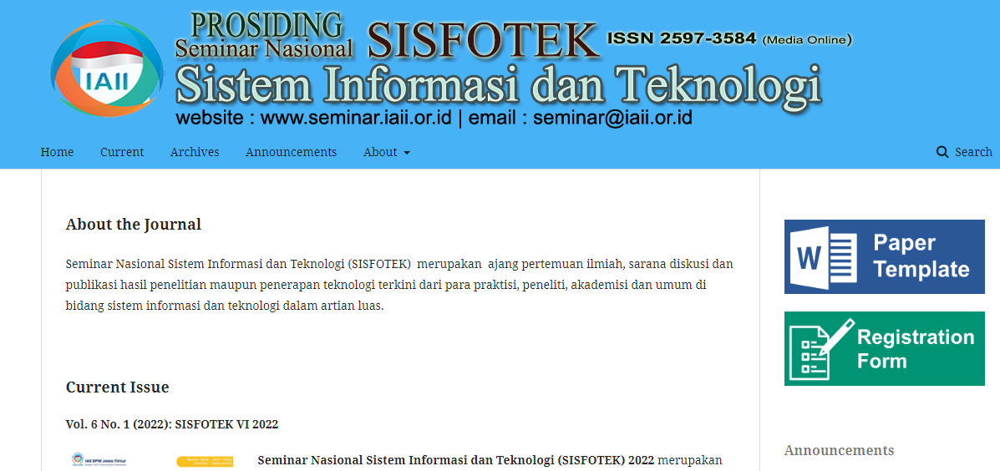 IAII
PROSIDING
Seminar Nasional
SISFOTEK
ISSN 2597-3584 (Media Online)
Sistem Informasi dan Teknologi
website : www.seminar.iaii.or.id | email : seminar@iaii.or.id
Home Current Archives Announcements About Search
About the Journal
Seminar Nasional Sistem Informasi dan Teknologi (SISFOTEK) merupakan ajang pertemuan ilmiah, sarana diskusi dan
publikasi hasil penelitian maupun penerapan teknologi terkini dari para praktisi, peneliti, akademisi dan umum di
bidang sistem informasi dan teknologi dalam artian luas.
Current Issue
Vol. 6 No. 1 (2022): SISFOTEK VI 2022
IAII DPW Jawa Timur
Seminar Nasional Sistem Informasi dan Teknologi (SISFOTEK) 2022 merupakan
W
Paper
Template
Registration
Form
Announcements